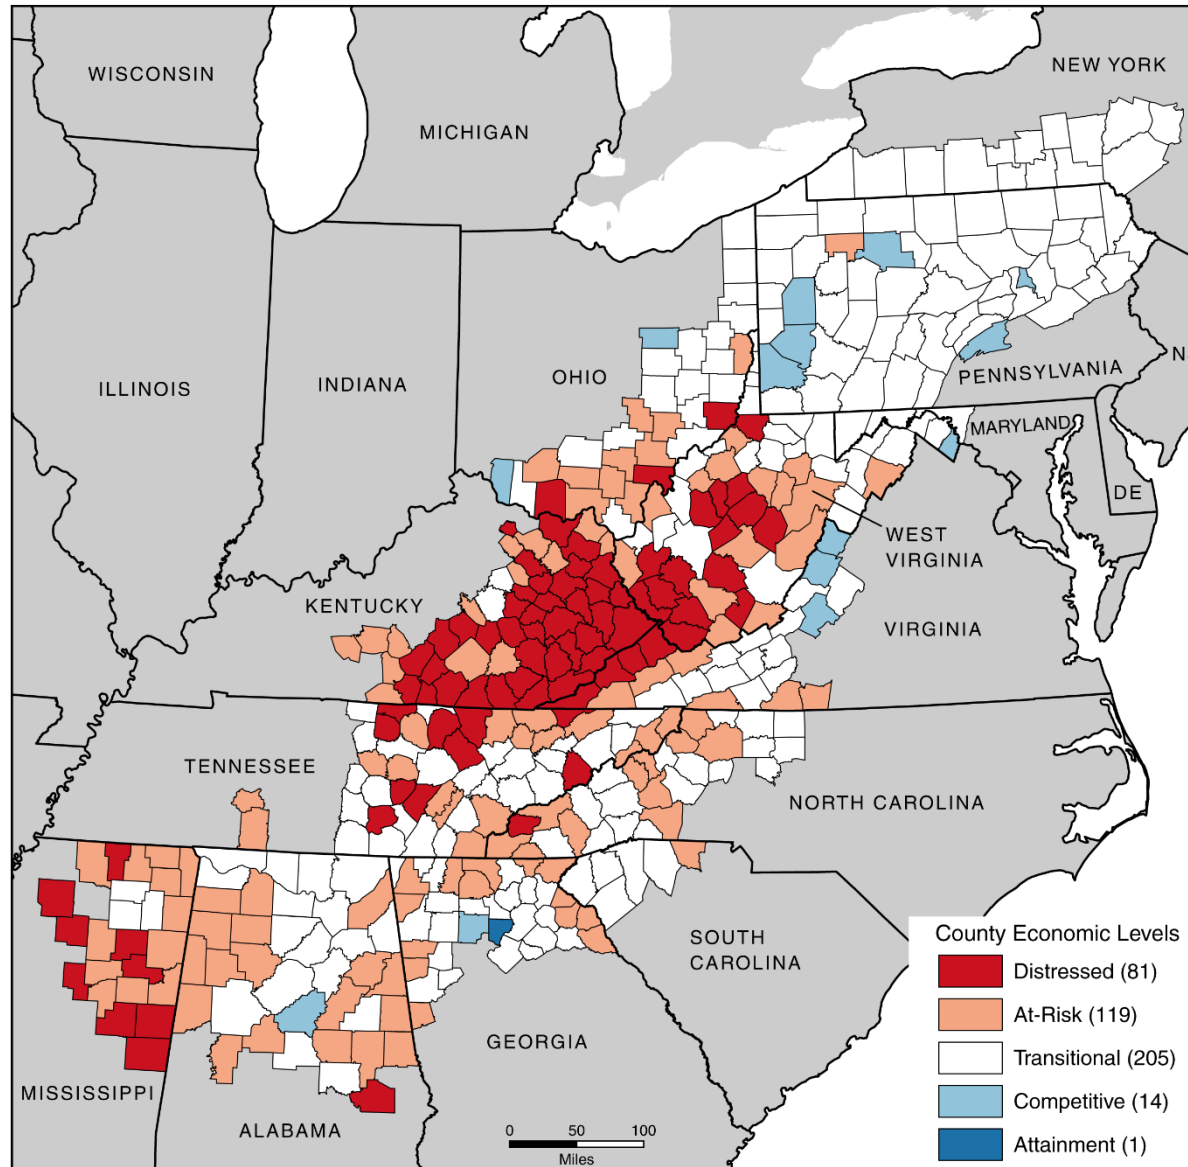 WISCONSIN
NEW YORK
MICHIGAN
ILLINOIS
INDIANA
OHIO
PENNSYLVANIA
N
MARYLAND
DE
WEST
VIRGINIA
KENTUCKY
VIRGINIA
TENNESSEE
NORTH CAROLINA
SOUTH
CAROLINA
GEORGIA
MISSISSIPPI
ALABAMA
County Economic Levels
Distressed (81)
At-Risk (119)
Transitional (205)
Competitive (14)
Attainment (1)
0 50 100
Miles